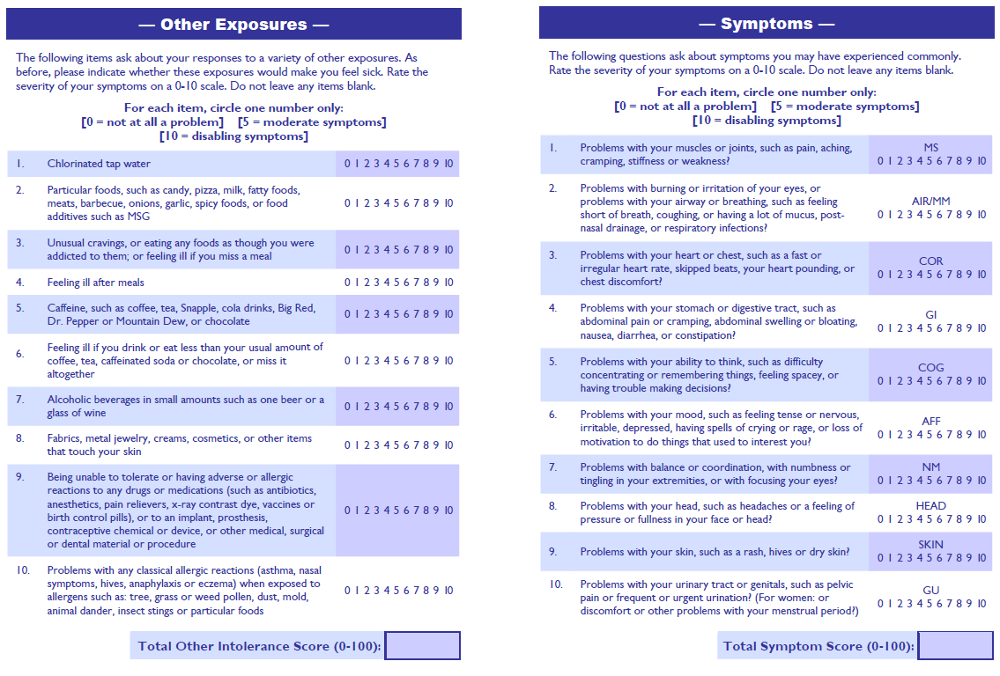 — Other Exposures —
The following items ask about your responses to a variety of other exposures. As
before, please indicate whether these exposures would make you feel sick. Rate the
severity of your symptoms on a 0-10 scale. Do not leave any items blank.
For each item, circle one number only:
[0 = not at all a problem] [5 = moderate symptoms]
[10 = disabling symptoms]
1. Chlorinated tap water 0 1 2 3 4 5 6 7 8 9 10
2. Particular foods, such as candy, pizza, milk, fatty foods,
meats, barbecue, onions, garlic, spicy foods, or food
additives such as MSG
0 1 2 3 4 5 6 7 8 9 10
3. Unusual cravings, or eating any foods as though you were
addicted to them; or feeling ill if you miss a meal
0 1 2 3 4 5 6 7 8 9 10
4. Feeling ill after meals 0 1 2 3 4 5 6 7 8 9 10
5. Caffeine, such as coffee, tea, Snapple, cola drinks, Big Red,
Dr. Pepper or Mountain Dew, or chocolate
0 1 2 3 4 5 6 7 8 9 10
6. Feeling ill if you drink or eat less than your usual amount of
coffee, tea, caffeinated soda or chocolate, or miss it
altogether
0 1 2 3 4 5 6 7 8 9 10
7. Alcoholic beverages in small amounts such as one beer or a
glass of wine
0 1 2 3 4 5 6 7 8 9 10
8. Fabrics, metal jewelry, creams, cosmetics, or other items
that touch your skin
0 1 2 3 4 5 6 7 8 9 10
9. Being unable to tolerate or having adverse or allergic
reactions to any drugs or medications (such as antibiotics,
anesthetics, pain relievers, x-ray contrast dye, vaccines or
birth control pills), or to an implant, prosthesis,
contraceptive chemical or device, or other medical, surgical
or dental material or procedure
0 1 2 3 4 5 6 7 8 9 10
10. Problems with any classical allergic reactions (asthma, nasal
symptoms, hives, anaphylaxis or eczema) when exposed to
allergens such as: tree, grass or weed pollen, dust, mold,
animal dander, insect stings or particular foods
0 1 2 3 4 5 6 7 8 9 10
Total Other Intolerance Score (0-100):
— Symptoms —
The following questions ask about symptoms you may have experienced commonly.
Rate the severity of your symptoms on a 0-10 scale. Do not leave any items blank.
For each item, circle one number only:
[0 = not at all a problem] [5 = moderate symptoms]
[10 = disabling symptoms]
1. Problems with your muscles or joints, such as pain, aching,
cramping, stiffness or weakness?
MS
0 1 2 3 4 5 6 7 8 9 10
2. Problems with burning or irritation of your eyes, or
problems with your airway or breathing, such as feeling
short of breath, coughing, or having a lot of mucus, post-
nasal drainage, or respiratory infections?
AIR/MM
0 1 2 3 4 5 6 7 8 9 10
3. Problems with your heart or chest, such as a fast or
irregular heart rate, skipped beats, your heart pounding, or
chest discomfort?
COR
0 1 2 3 4 5 6 7 8 9 10
4. Problems with your stomach or digestive tract, such as
abdominal pain or cramping, abdominal swelling or bloating,
nausea, diarrhea, or constipation?
GI
0 1 2 3 4 5 6 7 8 9 10
5. Problems with your ability to think, such as difficulty
concentrating or remembering things, feeling spacey, or
having trouble making decisions?
COG
0 1 2 3 4 5 6 7 8 9 10
6. Problems with your mood, such as feeling tense or nervous,
irritable, depressed, having spells of crying or rage, or loss of
motivation to do things that used to interest you?
AFF
0 1 2 3 4 5 6 7 8 9 10
7. Problems with balance or coordination, with numbness or
tingling in your extremities, or with focusing your eyes?
NM
0 1 2 3 4 5 6 7 8 9 10
8. Problems with your head, such as headaches or a feeling of
pressure or fullness in your face or head?
HEAD
0 1 2 3 4 5 6 7 8 9 10
9. Problems with your skin, such as a rash, hives or dry skin?
SKIN
0 1 2 3 4 5 6 7 8 9 10
10. Problems with your urinary tract or genitals, such as pelvic
pain or frequent or urgent urination? (For women: or
discomfort or other problems with your menstrual period?)
GU
0 1 2 3 4 5 6 7 8 9 10
Total Symptom Score (0-100):